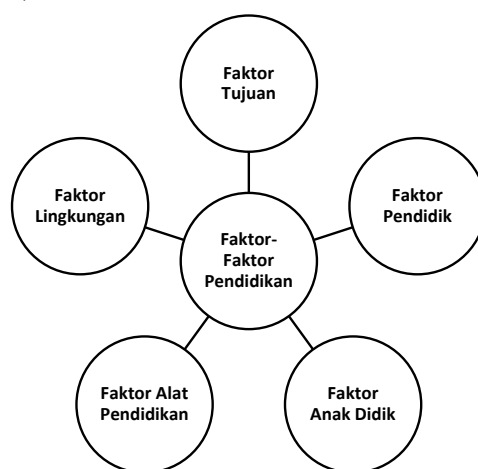 Faktor
Tujuan
Faktor
Lingkungan
Faktor
Pendidik
Faktor-
Faktor
Pendidikan
Faktor Alat
Pendidikan
Faktor
Anak Didik